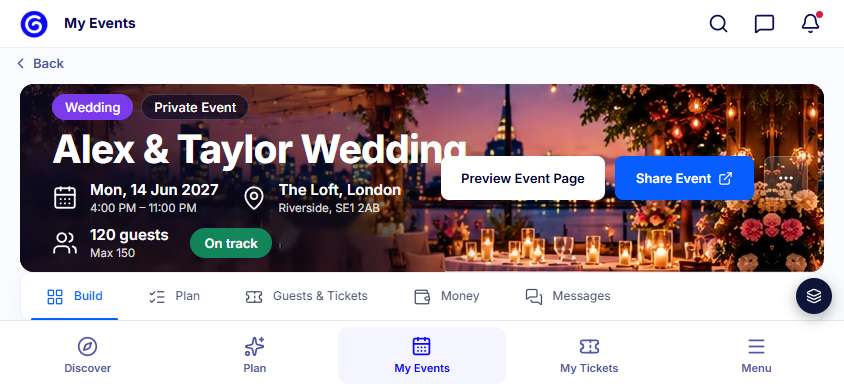 My Events
Back
Wedding
Private Event
Alex & Taylor Wedding
Preview Event Page
Share Event
Mon, 14 Jun 2027
4:00 PM – 11:00 PM
The Loft, London
Riverside, SE1 2AB
120 guests
Max 150
On track
Build
Plan
Guests & Tickets
Money
Messages
Discover
Plan
My Events
My Tickets
Menu